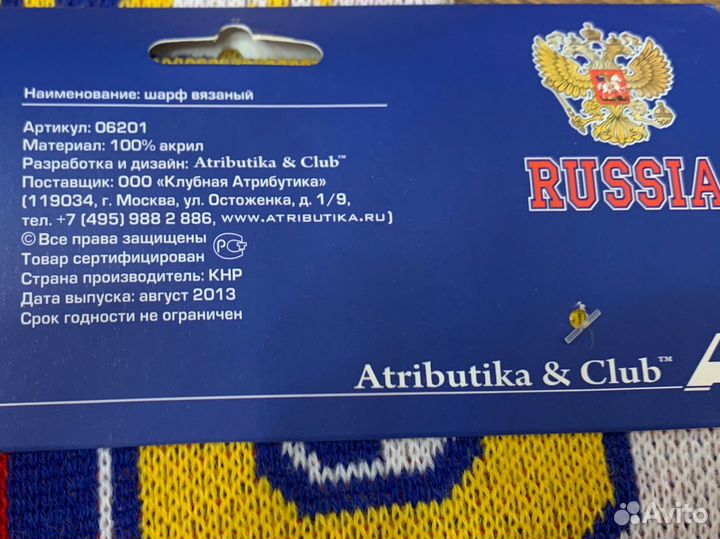 Наименование: шарф вязаный
Артикул: 06201
Материал: 100% акрил
Разработка и дизайн: Atributika & Club™
Поставщик: ООО «Клубная Атрибутика»
(119034, г. Москва, ул. Остоженка, д. 1/9,
тел. +7 (495) 988 2 886, WWW.ATRIBUTIKA.RU)
© Все права защищены
Товар сертифицирован РСТ
Страна производитель: КНР
Дата выпуска: август 2013
Срок годности не ограничен
RUSSIA
Atributika & Club™
Avito